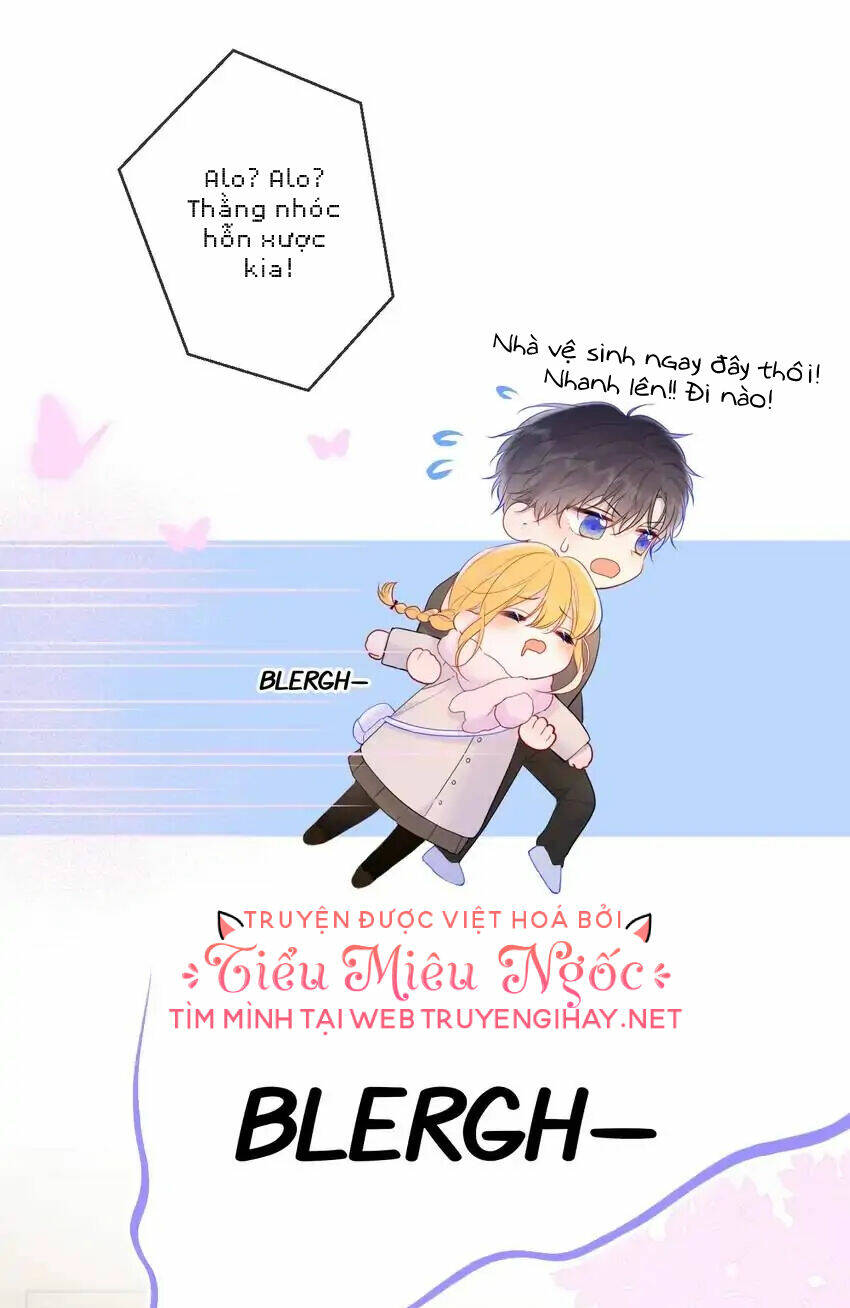 Alo? Alo?
Thằng nhóc
hỗn xược
kia!
Nhà vệ sinh ngay đây thôi!
Nhanh lên!! Đi nào!
BLERGH—
TRUYỆN ĐƯỢC VIỆT HOÁ BỞI
Tiểu Miêu Ngốc
TÌM MÌNH TẠI WEB TRUYENGIHAY.NET
BLERGH—